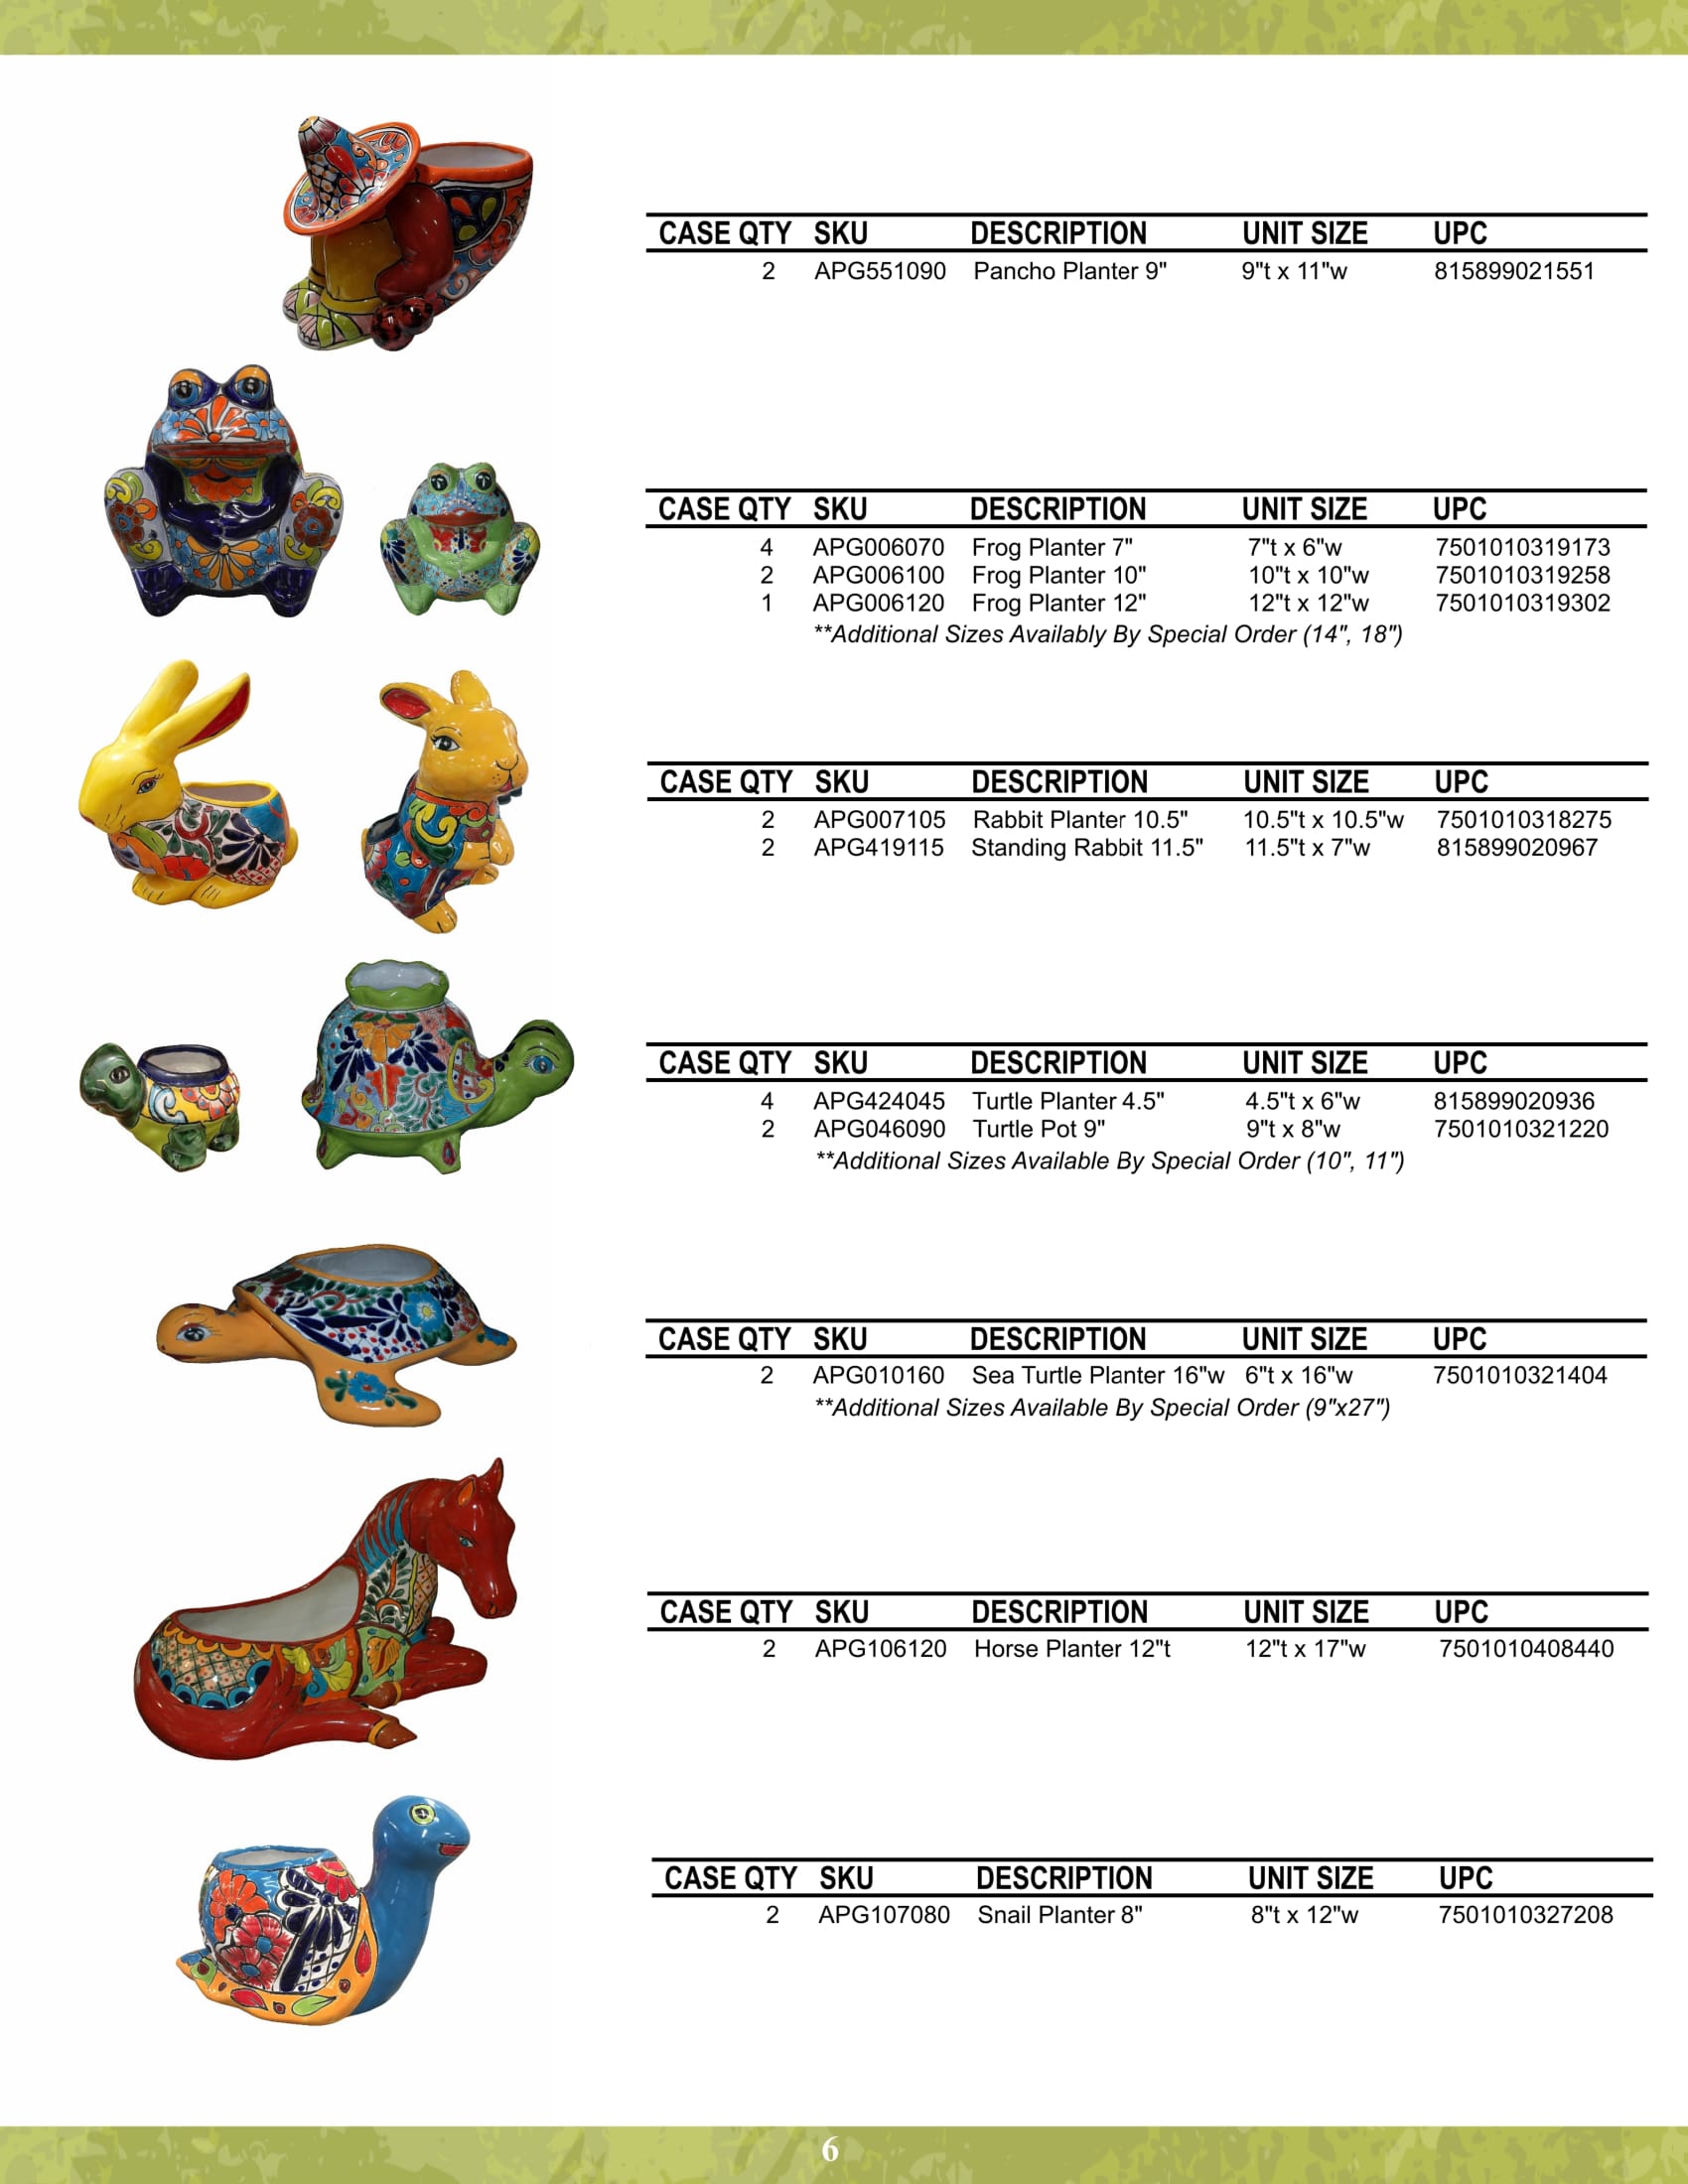 CASE QTY SKU DESCRIPTION UNIT SIZE UPC
2 APG551090 Pancho Planter 9" 9"t x 11"w 815899021551
CASE QTY SKU DESCRIPTION UNIT SIZE UPC
4 APG006070 Frog Planter 7" 7"t x 6"w 7501010319173
2 APG006100 Frog Planter 10" 10"t x 10"w 7501010319258
1 APG006120 Frog Planter 12" 12"t x 12"w 7501010319302
**Additional Sizes Availably By Special Order (14", 18")
CASE QTY SKU DESCRIPTION UNIT SIZE UPC
2 APG007105 Rabbit Planter 10.5" 10.5"t x 10.5"w 7501010318275
2 APG419115 Standing Rabbit 11.5" 11.5"t x 7"w 815899020967
CASE QTY SKU DESCRIPTION UNIT SIZE UPC
4 APG424045 Turtle Planter 4.5" 4.5"t x 6"w 815899020936
2 APG046090 Turtle Pot 9" 9"t x 8"w 7501010321220
**Additional Sizes Available By Special Order (10", 11")
CASE QTY SKU DESCRIPTION UNIT SIZE UPC
2 APG010160 Sea Turtle Planter 16"w 6"t x 16"w 7501010321404
**Additional Sizes Available By Special Order (9"x27")
CASE QTY SKU DESCRIPTION UNIT SIZE UPC
2 APG106120 Horse Planter 12"t 12"t x 17"w 7501010408440
CASE QTY SKU DESCRIPTION UNIT SIZE UPC
2 APG107080 Snail Planter 8" 8"t x 12"w 7501010327208
6